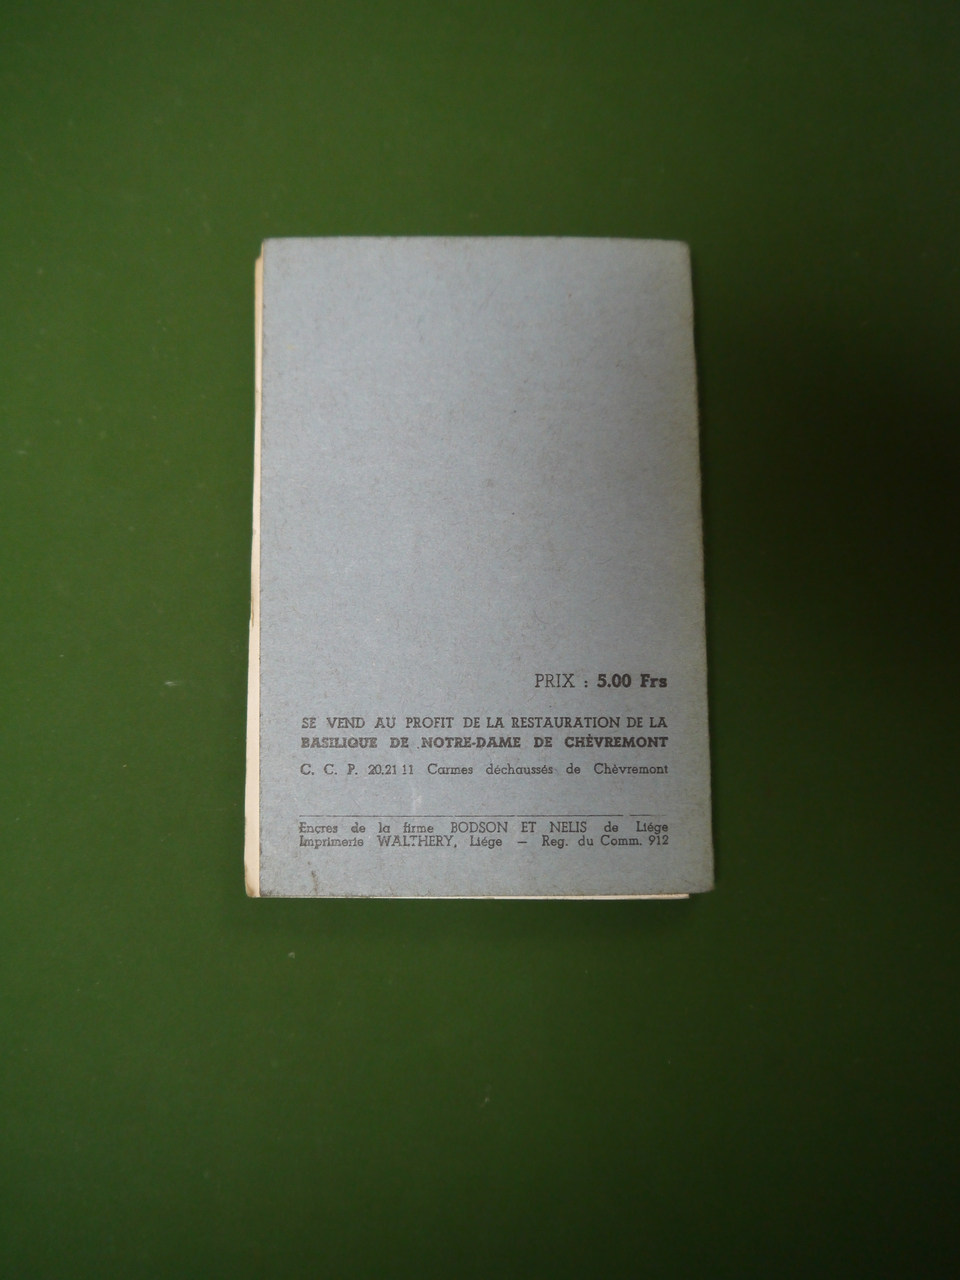 PRIX : 5.00 Frs
SE VEND AU PROFIT DE LA RESTAURATION DE LA
BASILIQUE DE NOTRE-DAME DE CHÈVREMONT
C. C. P. 20.21 11 Carmes déchaussés de Chèvremont
Encres de la firme BODSON ET NELIS de Liége
Imprimerie WALTHERY, Liége — Reg. du Comm. 912